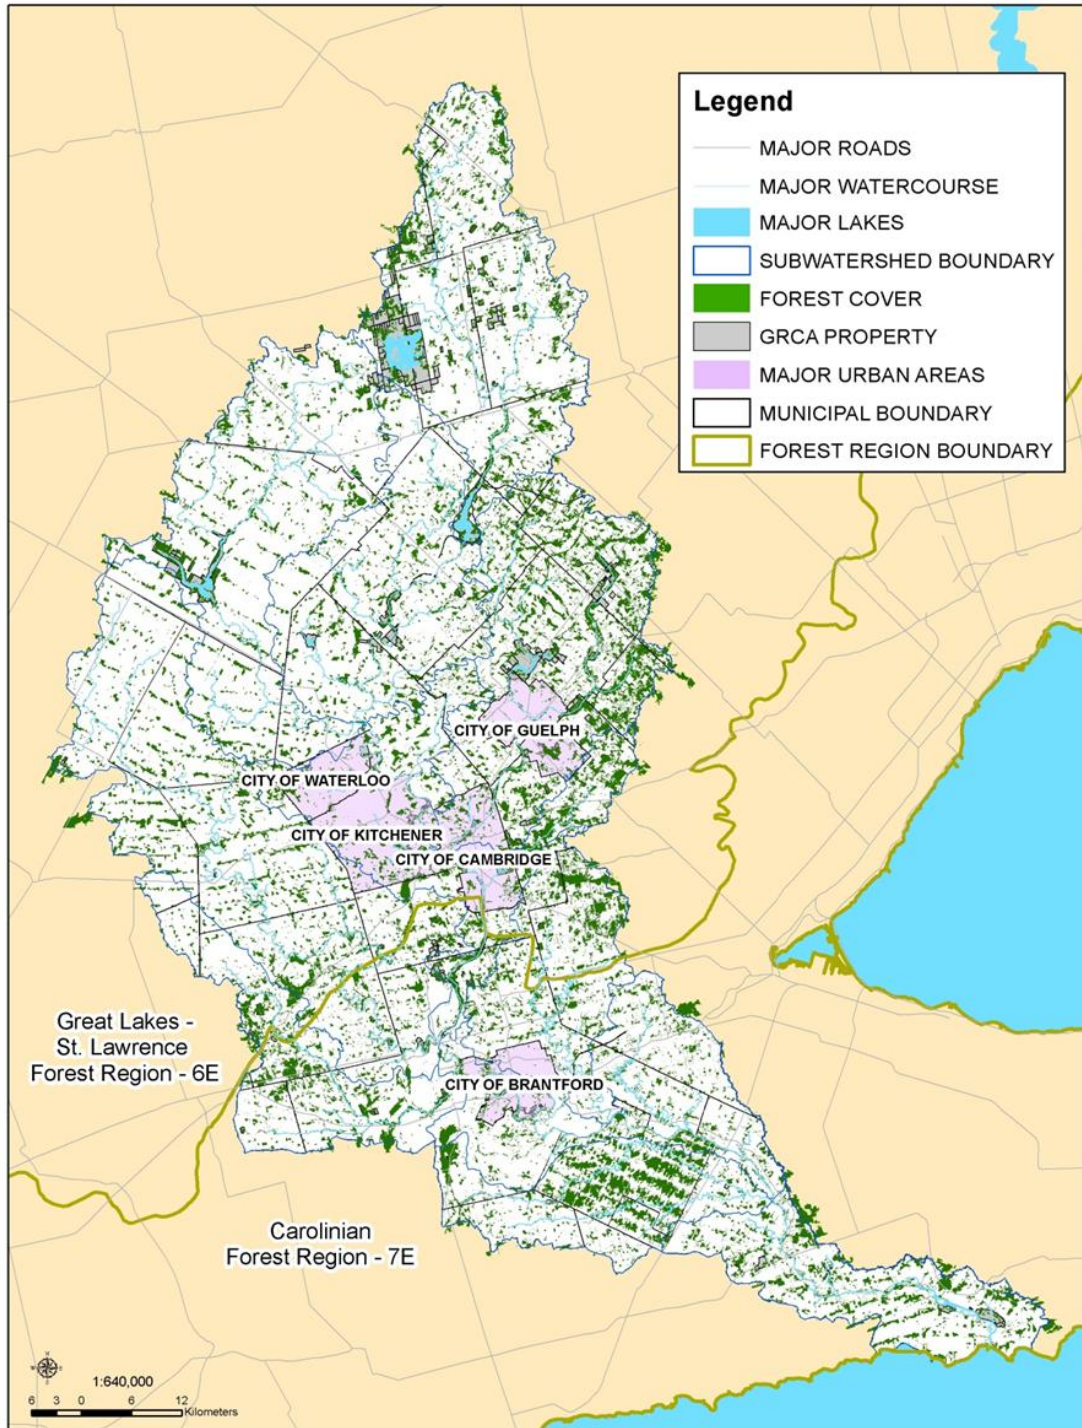 Legend
MAJOR ROADS
MAJOR WATERCOURSE
MAJOR LAKES
SUBWATERSHED BOUNDARY
FOREST COVER
GRCA PROPERTY
MAJOR URBAN AREAS
MUNICIPAL BOUNDARY
FOREST REGION BOUNDARY
CITY OF GUELPH
CITY OF WATERLOO
CITY OF KITCHENER
CITY OF CAMBRIDGE
Great Lakes -
St. Lawrence
Forest Region - 6E
CITY OF BRANTFORD
Carolinian
Forest Region - 7E
N
W E
S
1:640,000
6 3 0 6 12
Kilometers